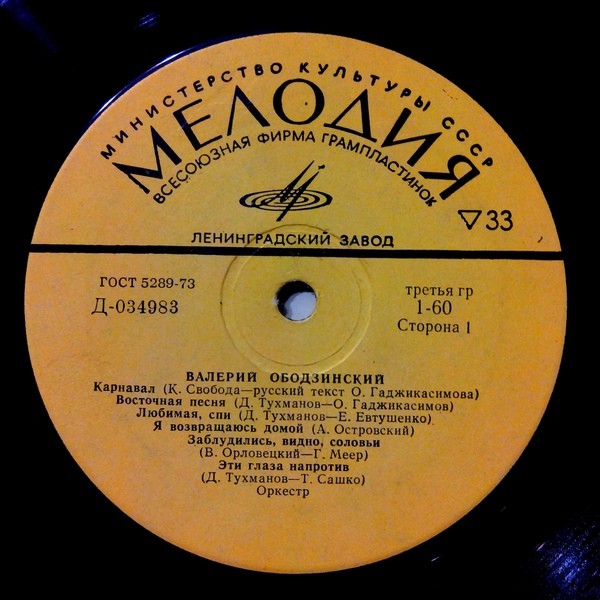 МИНИСТЕРСТВО КУЛЬТУРЫ СССР
МЕЛОДИЯ
ВСЕСОЮЗНАЯ ФИРМА ГРАМПЛАСТИНОК
33
ЛЕНИНГРАДСКИЙ ЗАВОД
ГОСТ 5289-73
Д-034983
третья гр
1-60
Сторона 1
ВАЛЕРИЙ ОБОДЗИНСКИЙ
Карнавал (К. Свобода—русский текст О. Гаджикасимова)
Восточная песня (Д. Тухманов—О. Гаджикасимов)
Любимая, спи (Д. Тухманов—Е. Евтушенко)
Я возвращаюсь домой (А. Островский)
Заблудились, видно, соловьи
(В. Орловецкий—Г. Меер)
Эти глаза напротив
(Д. Тухманов—Т. Сашко)
Оркестр